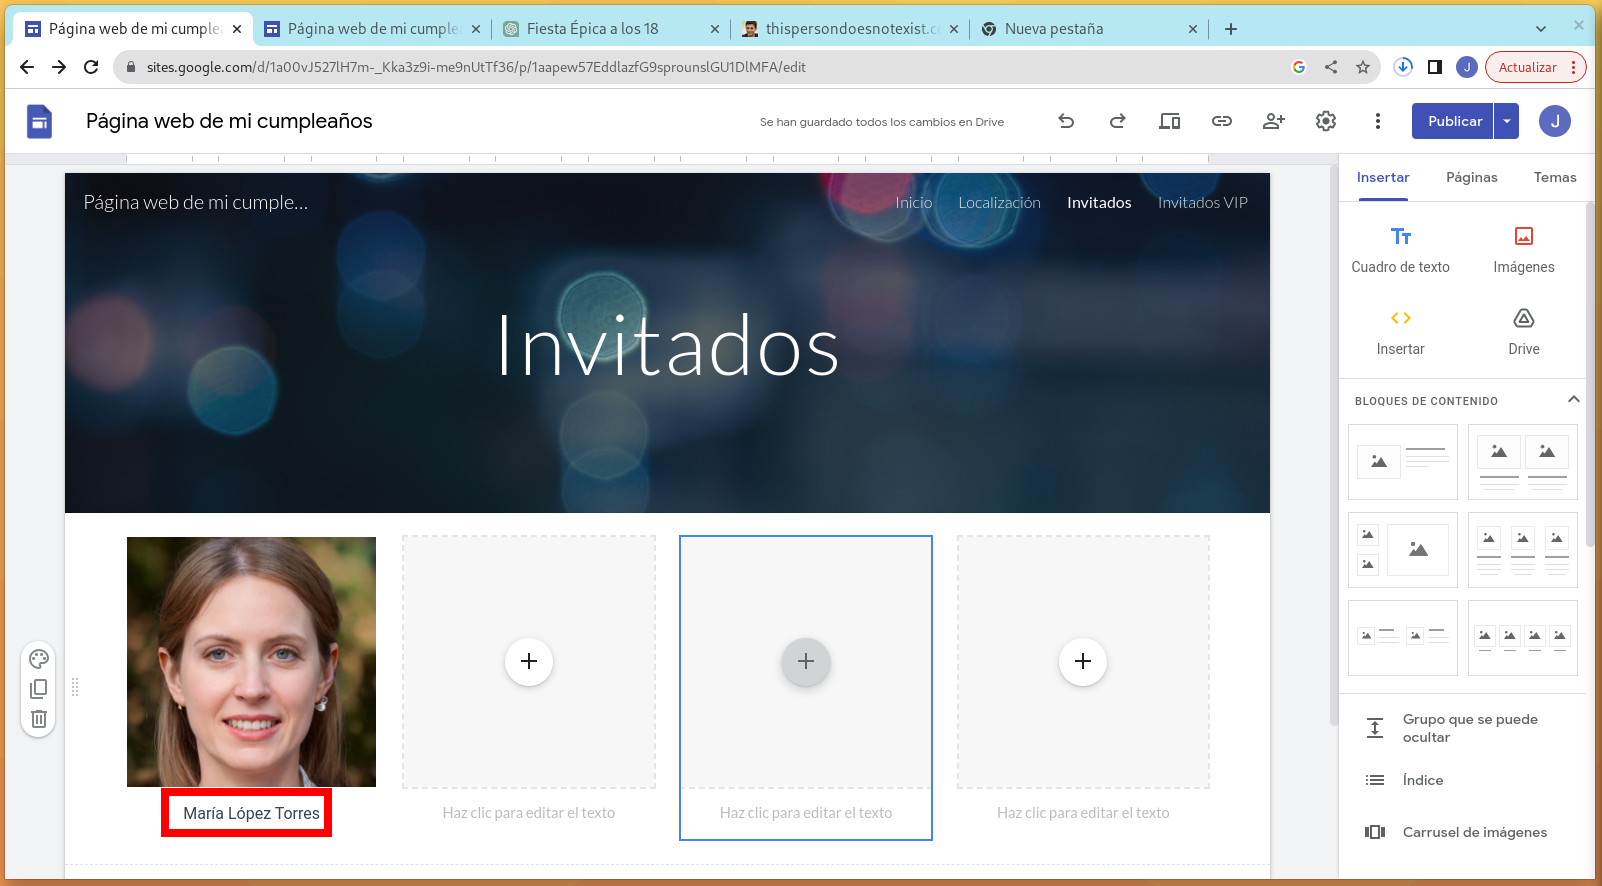 Página web de mi cumplea
Página web de mi cumplea
Fiesta Épica a los 18
thispersondoesnotexist.c
Nueva pestaña
sites.google.com/d/1a00vJ527lH7m-_Kka3z9i-me9nUtTf36/p/1aapew57EddlazfG9sprounslGU1DlMFA/edit
J
Actualizar
Página web de mi cumpleaños
Se han guardado todos los cambios en Drive
Publicar
J
Insertar
Páginas
Temas
Página web de mi cumple...
Inicio
Localización
Invitados
Invitados VIP
Invitados
Cuadro de texto
Imágenes
Insertar
Drive
BLOQUES DE CONTENIDO
María López Torres
Haz clic para editar el texto
Haz clic para editar el texto
Haz clic para editar el texto
Grupo que se puede
ocultar
Índice
Carrusel de imágenes